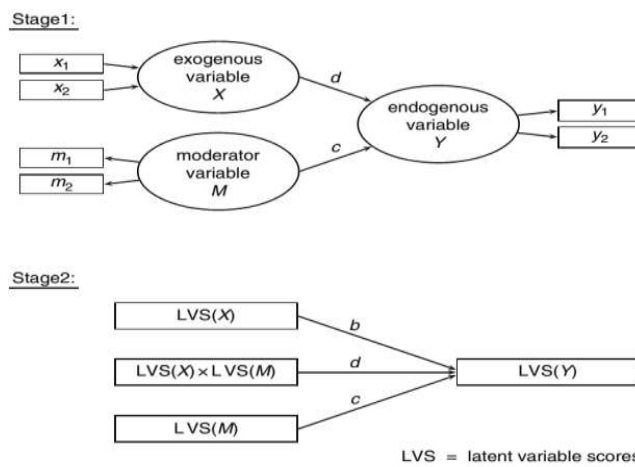 Stage1:
x1
x2
exogenous
variable
X
d
m1
m2
moderator
variable
M
c
endogenous
variable
Y
y1
y2
Stage2:
LVS(X)
b
LVS(X)×LVS(M)
d
LVS(Y)
LVS(M)
c
LVS = latent variable scores